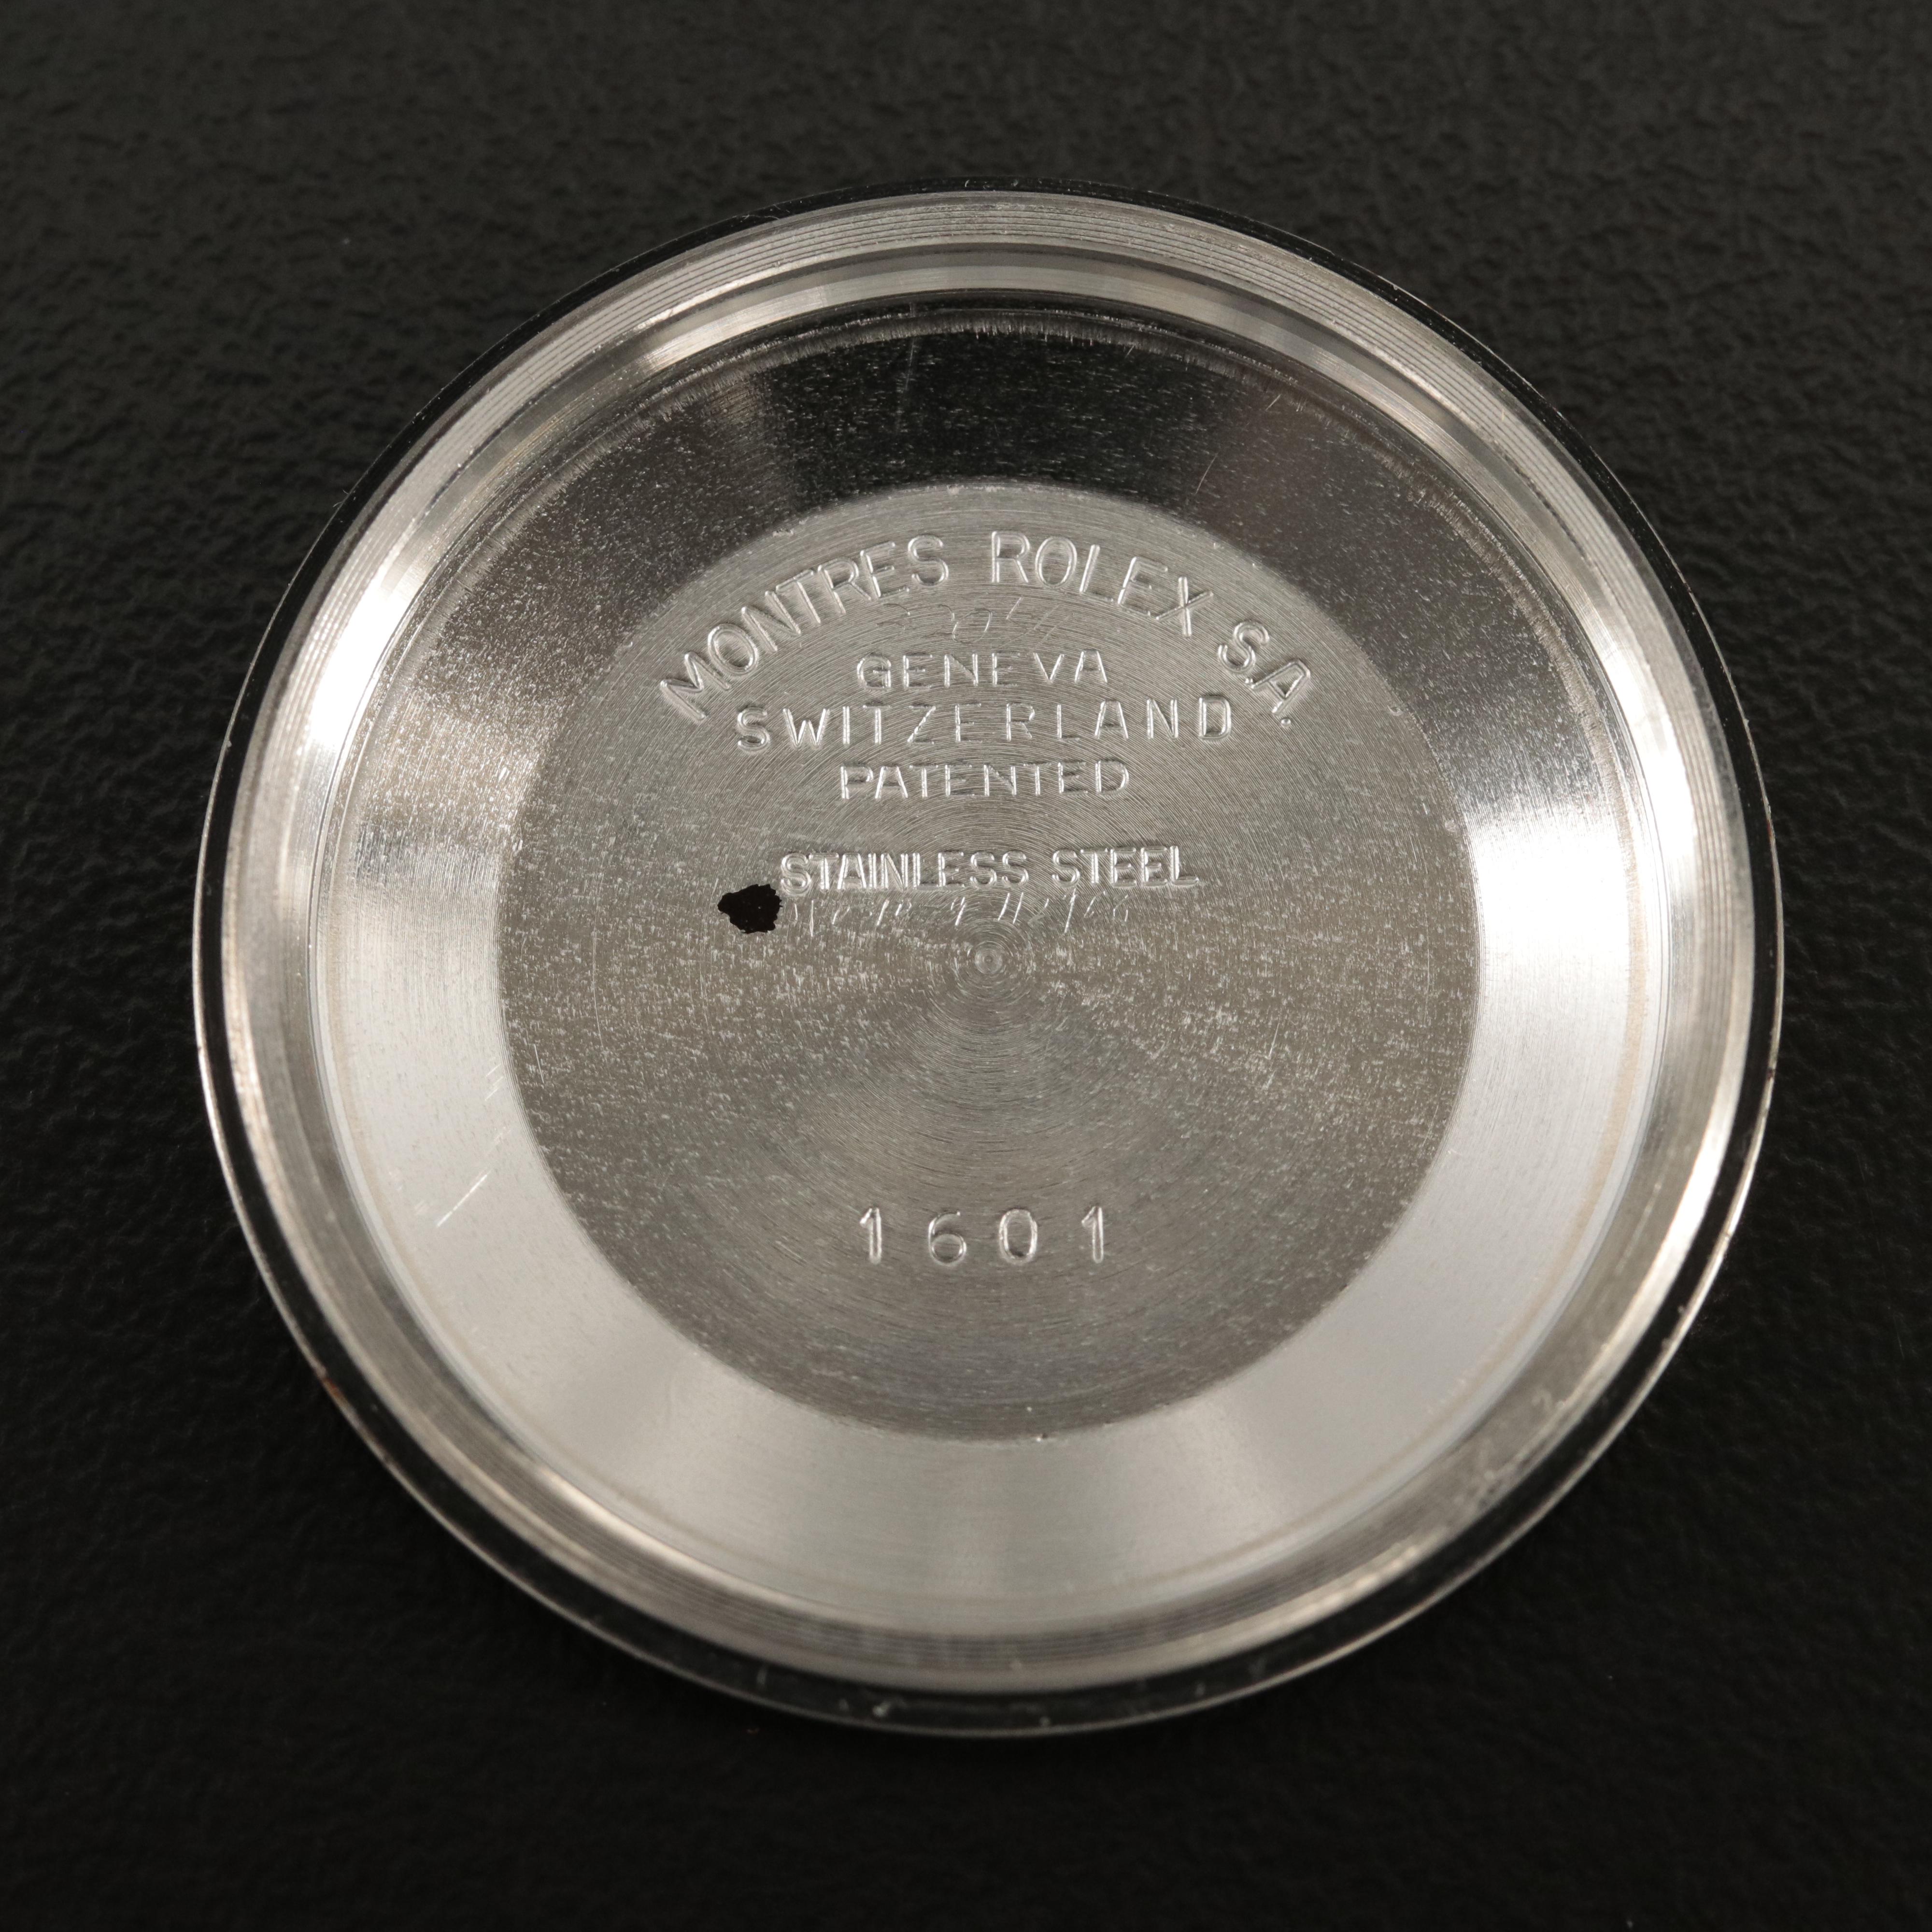 MONTRES ROLEX S.A.
GENEVA
SWITZERLAND
PATENTED
STAINLESS STEEL
1601